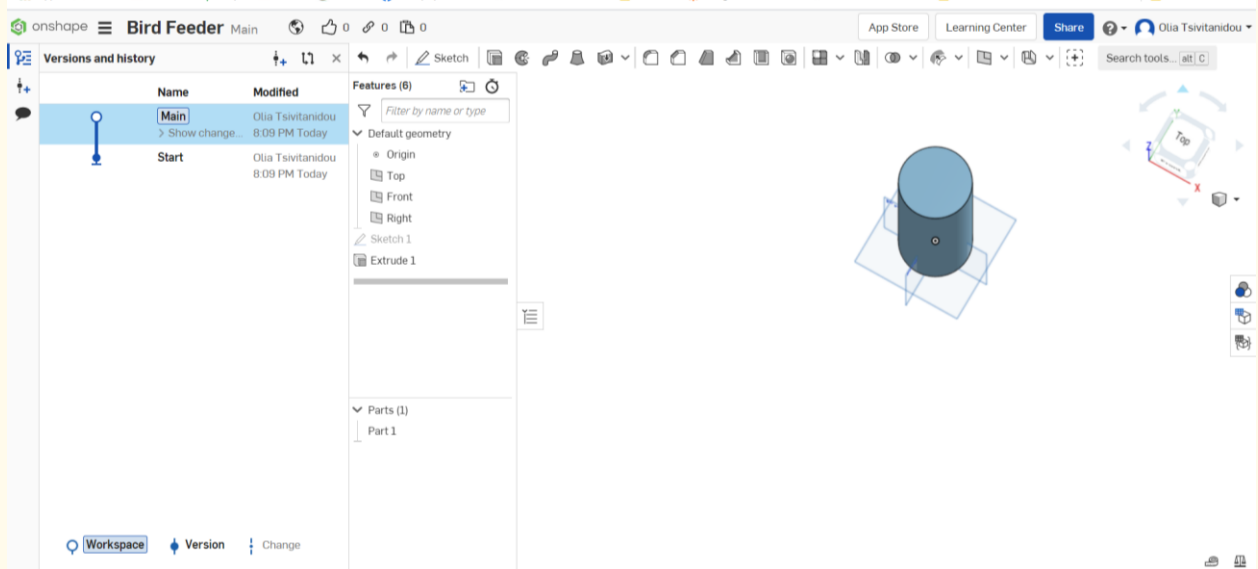 onshape Bird Feeder Main 0 0 0 App Store Learning Center Share Olia Tsivitanidou
Versions and history
Sketch
Search tools... alt C
Name Modified
Main Olia Tsivitanidou
Show change... 8:09 PM Today
Start Olia Tsivitanidou
8:09 PM Today
Workspace Version Change
Features (6)
Filter by name or type
Default geometry
Origin
Top
Front
Right
Sketch 1
Extrude 1
Parts (1)
Part 1
Top
Z
Y
X